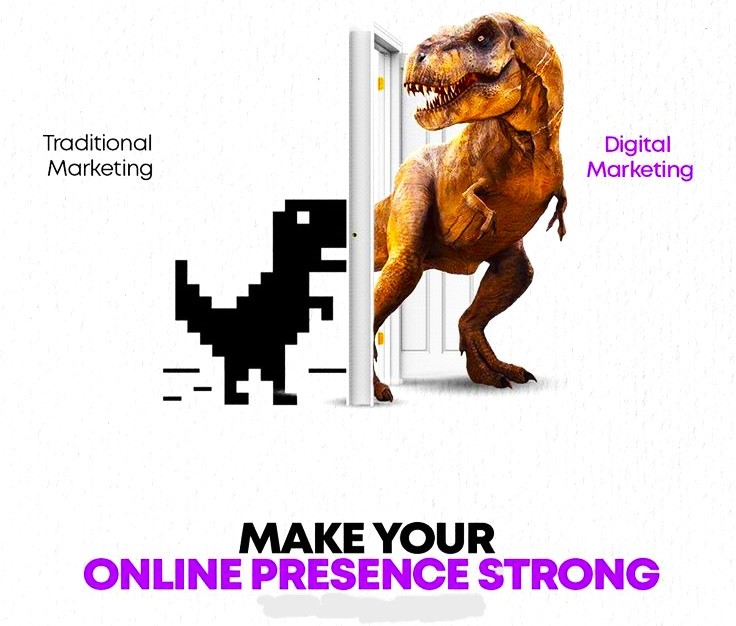 Traditional
Marketing
Digital
Marketing
MAKE YOUR
ONLINE PRESENCE STRONG